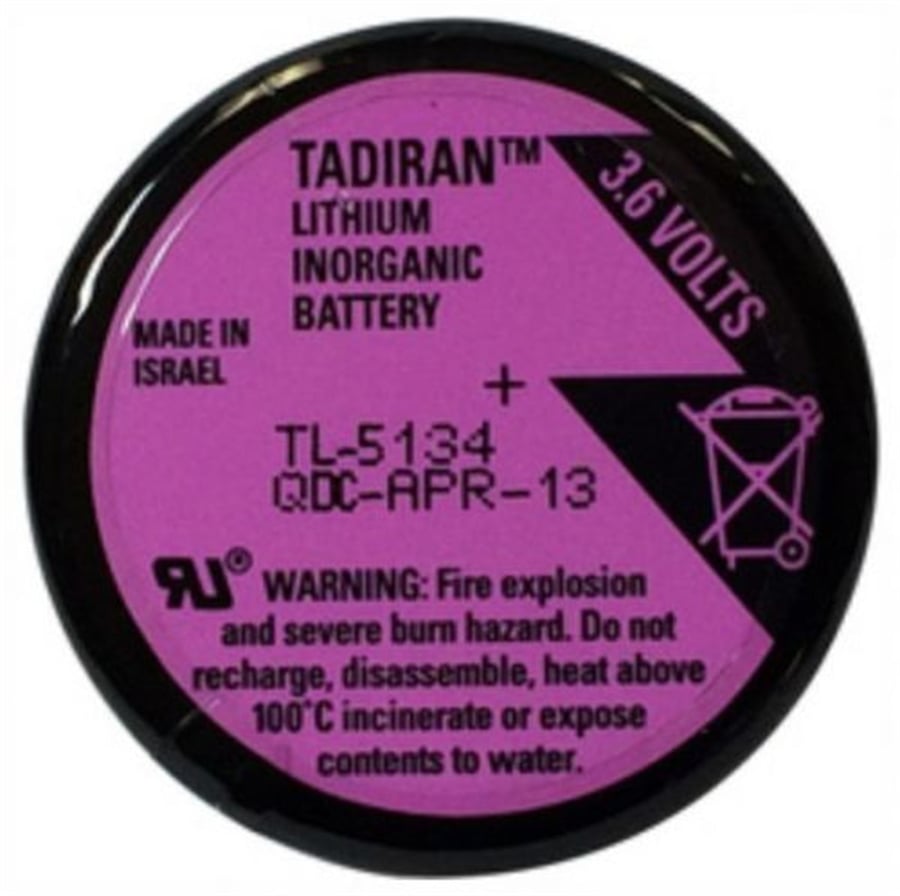 TADIRAN™
LITHIUM
INORGANIC
BATTERY
3.6 VOLTS
MADE IN
ISRAEL
+
TL-5134
QDC-APR-13
RU® WARNING: Fire explosion
and severe burn hazard. Do not
recharge, disassemble, heat above
100°C incinerate or expose
contents to water.